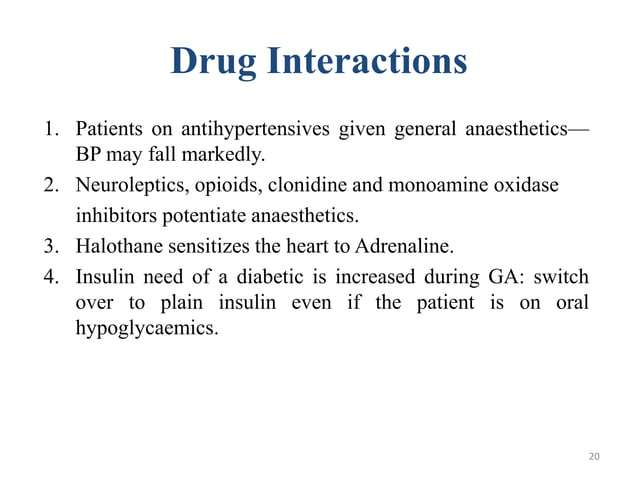 Drug Interactions
1. Patients on antihypertensives given general anaesthetics—
BP may fall markedly.
2. Neuroleptics, opioids, clonidine and monoamine oxidase
inhibitors potentiate anaesthetics.
3. Halothane sensitizes the heart to Adrenaline.
4. Insulin need of a diabetic is increased during GA: switch
over to plain insulin even if the patient is on oral
hypoglycaemics.
20